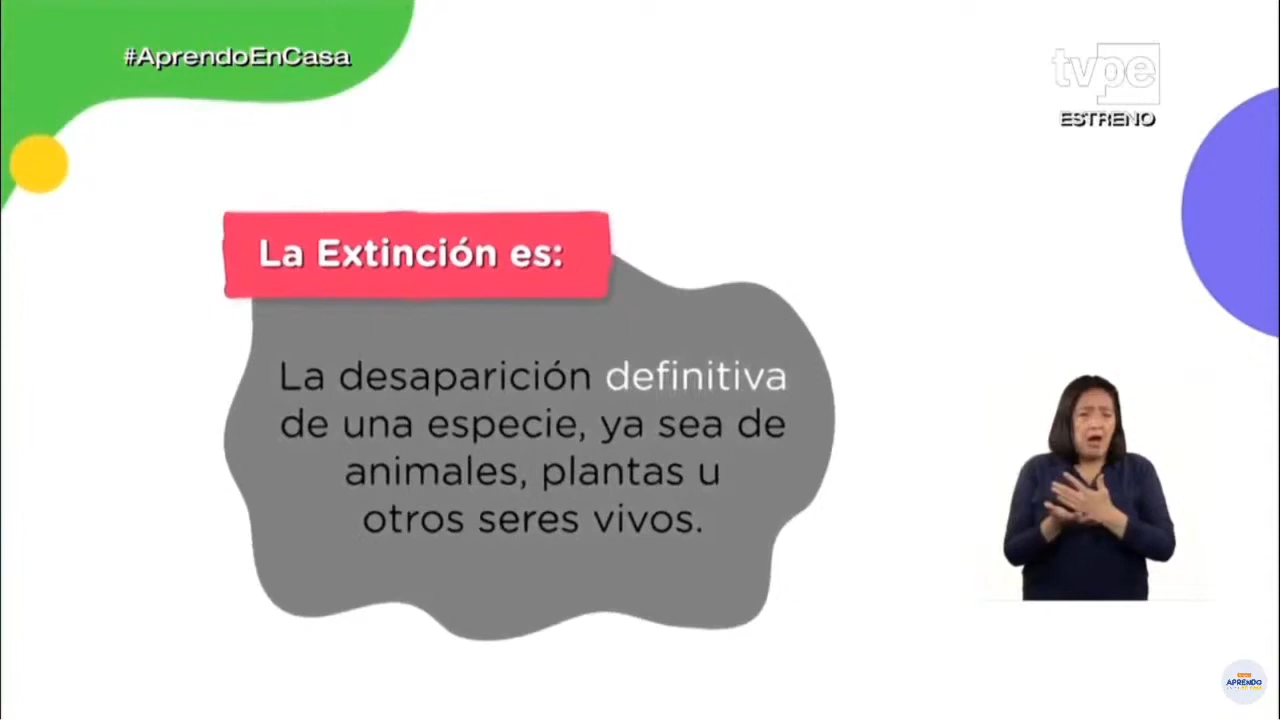 #AprendoEnCasa
tvpe
ESTRENO
La Extinción es:
La desaparición definitiva
de una especie, ya sea de
animales, plantas u
otros seres vivos.
APRENDO